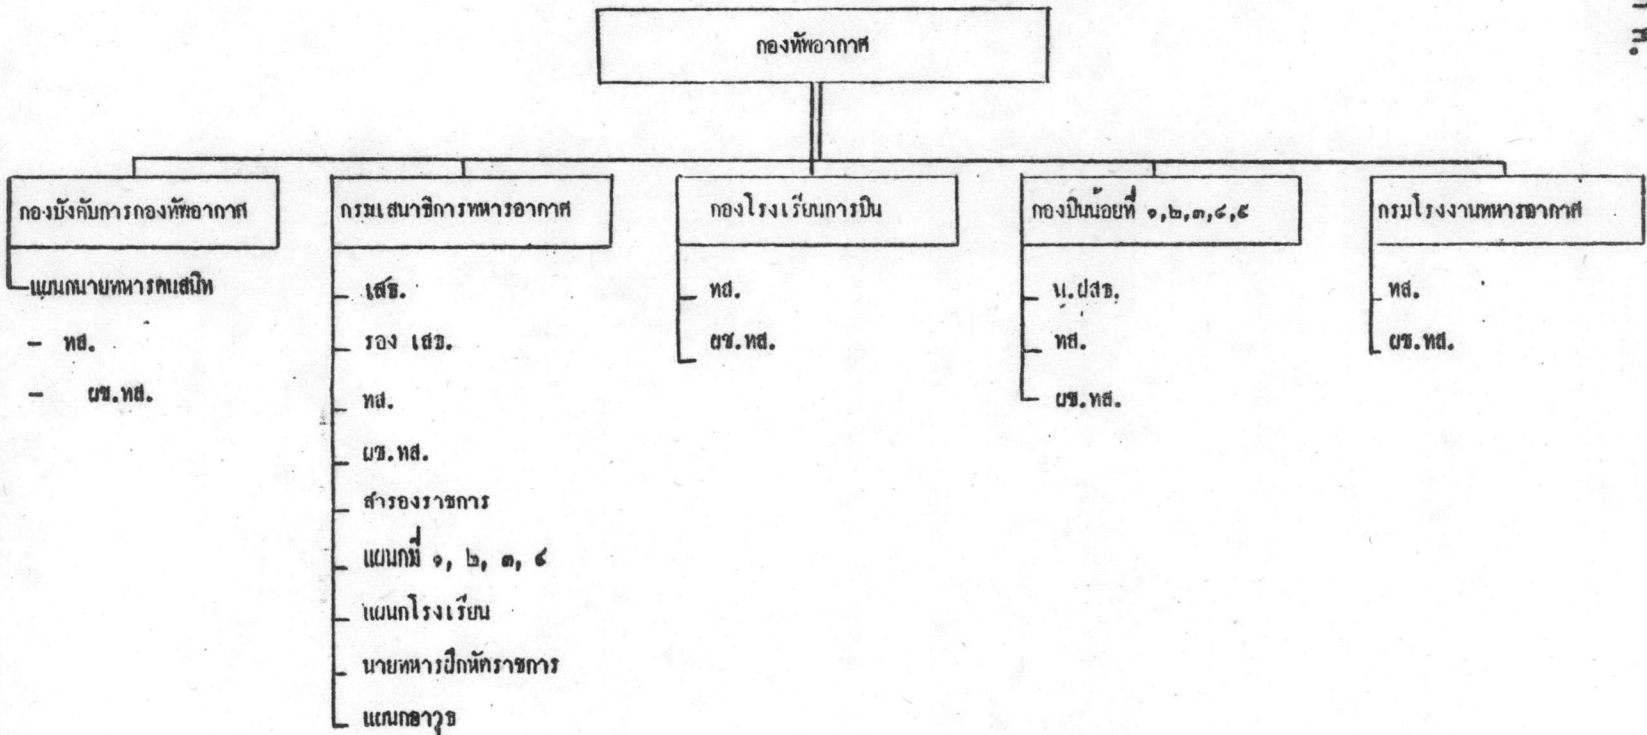 กองทัพอากาศ
กองบังคับการกองทัพอากาศ
แผนกนายทหารคนสนิท
- ทส.
- ผช.ทส.
กรมเสนาธิการทหารอากาศ
เสธ.
รอง เสธ.
ทส.
ผช.ทส.
สำรองราชการ
แผนกที่ ๑, ๒, ๓, ๔
แผนกโรงเรียน
นายทหารฝึกหัดราชการ
แผนกอาวุธ
กองโรงเรียนการบิน
ทส.
ผช.ทส.
กองบินน้อยที่ ๑,๒,๓,๔,๕
น.ฝสธ.
ทส.
ผช.ทส.
กรมโรงงานทหารอากาศ
ทส.
ผช.ทส.